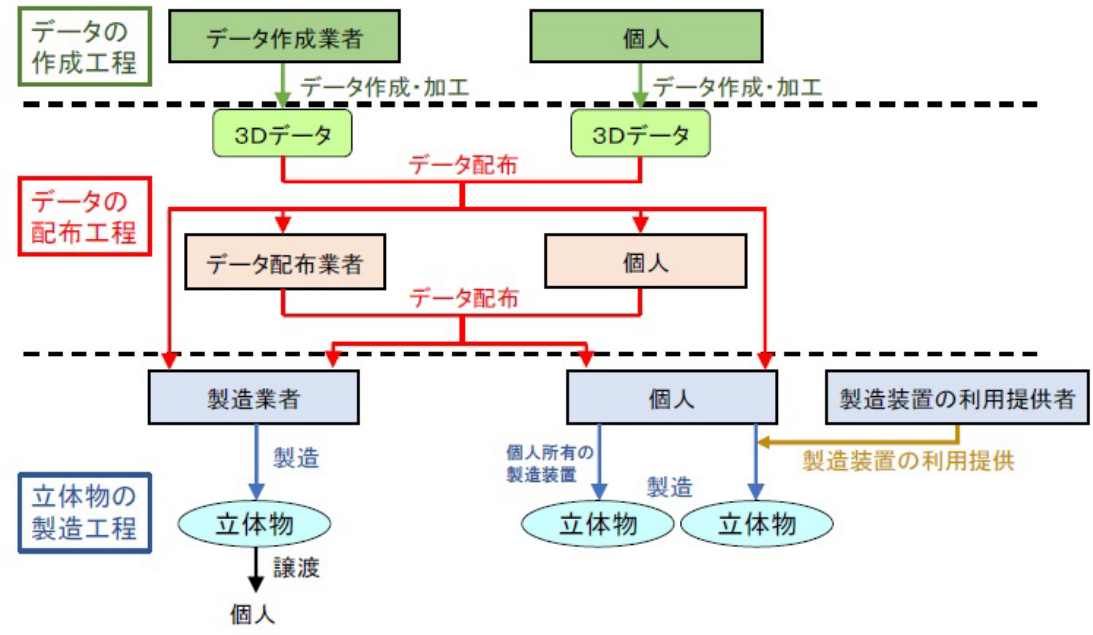 データの
作成工程
データ作成業者
個人
データ作成・加工
データ作成・加工
3Dデータ
3Dデータ
データ配布
データの
配布工程
データ配布業者
個人
データ配布
製造業者
個人
製造装置の利用提供者
製造
個人所有の
製造装置
製造
製造装置の利用提供
立体物の
製造工程
立体物
立体物
立体物
譲渡
個人